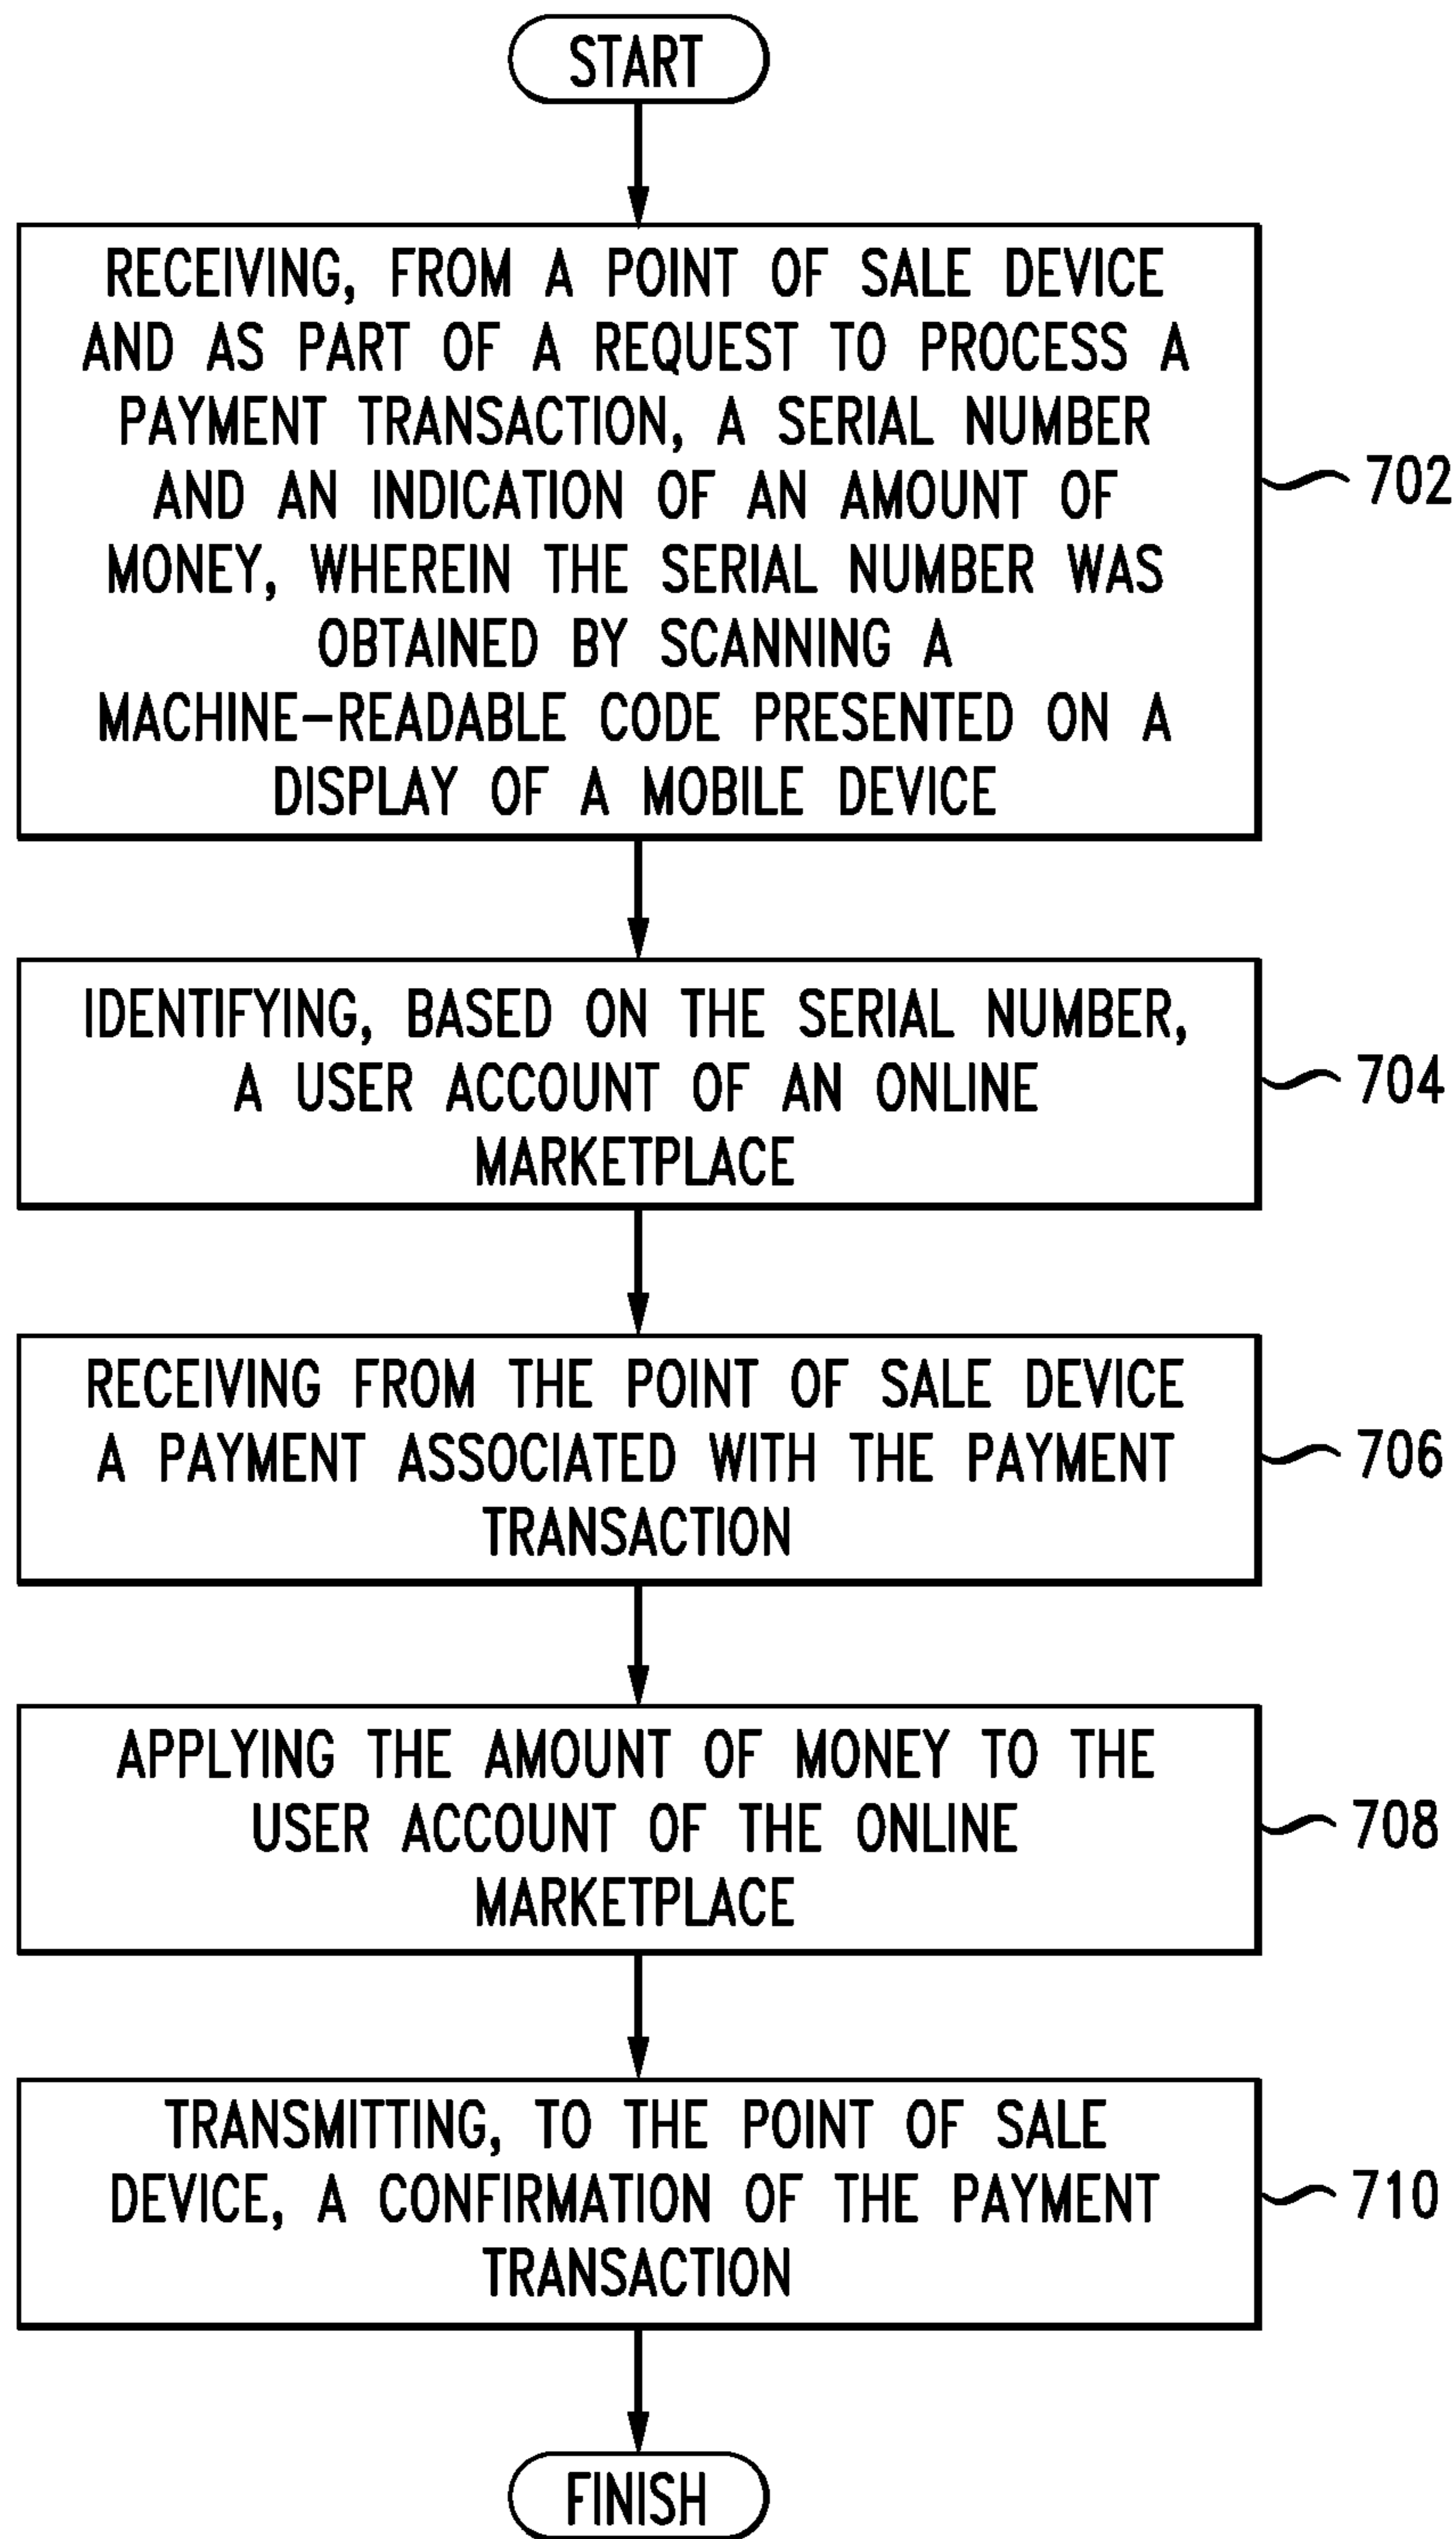 START
RECEIVING, FROM A POINT OF SALE DEVICE
AND AS PART OF A REQUEST TO PROCESS A
PAYMENT TRANSACTION, A SERIAL NUMBER
AND AN INDICATION OF AN AMOUNT OF
MONEY, WHEREIN THE SERIAL NUMBER WAS
OBTAINED BY SCANNING A
MACHINE-READABLE CODE PRESENTED ON A
DISPLAY OF A MOBILE DEVICE
702
IDENTIFYING, BASED ON THE SERIAL NUMBER,
A USER ACCOUNT OF AN ONLINE
MARKETPLACE
704
RECEIVING FROM THE POINT OF SALE DEVICE
A PAYMENT ASSOCIATED WITH THE PAYMENT
TRANSACTION
706
APPLYING THE AMOUNT OF MONEY TO THE
USER ACCOUNT OF THE ONLINE
MARKETPLACE
708
TRANSMITTING, TO THE POINT OF SALE
DEVICE, A CONFIRMATION OF THE PAYMENT
TRANSACTION
710
FINISH